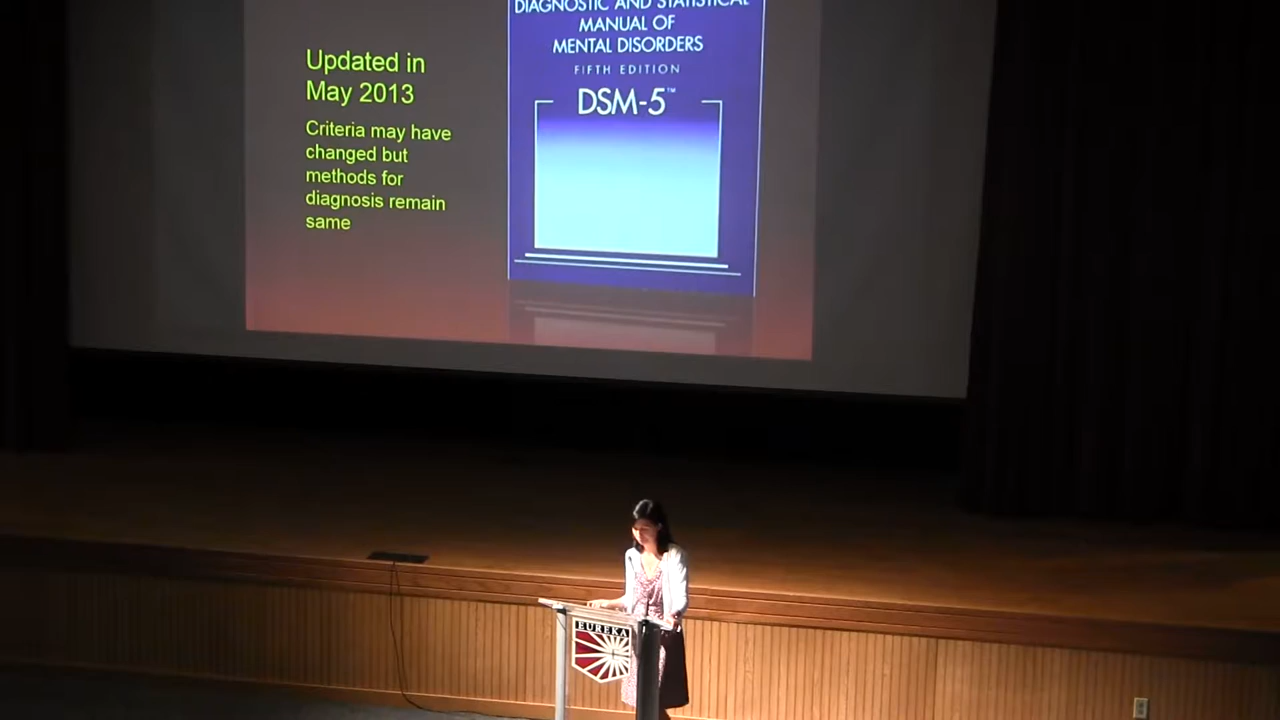 Updated in
May 2013
Criteria may have
changed but
methods for
diagnosis remain
same
DIAGNOSTIC AND STATISTICAL
MANUAL OF
MENTAL DISORDERS
FIFTH EDITION
DSM-5™
EUREKA